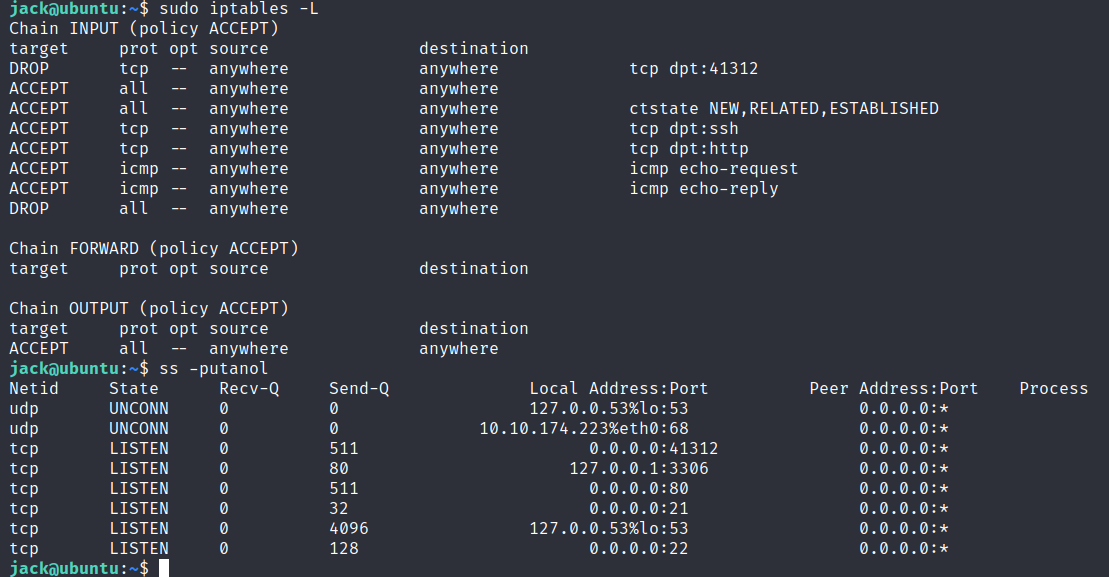 jack@ubuntu:~$ sudo iptables -L
Chain INPUT (policy ACCEPT)
target     prot opt source               destination
DROP       tcp  --  anywhere             anywhere             tcp dpt:41312
ACCEPT     all  --  anywhere             anywhere
ACCEPT     all  --  anywhere             anywhere             ctstate NEW,RELATED,ESTABLISHED
ACCEPT     tcp  --  anywhere             anywhere             tcp dpt:ssh
ACCEPT     tcp  --  anywhere             anywhere             tcp dpt:http
ACCEPT     icmp --  anywhere             anywhere             icmp echo-request
ACCEPT     icmp --  anywhere             anywhere             icmp echo-reply
DROP       all  --  anywhere             anywhere

Chain FORWARD (policy ACCEPT)
target     prot opt source               destination

Chain OUTPUT (policy ACCEPT)
target     prot opt source               destination
ACCEPT     all  --  anywhere             anywhere
jack@ubuntu:~$ ss -putanol
Netid     State      Recv-Q     Send-Q              Local Address:Port          Peer Address:Port    Process
udp       UNCONN     0          0                   127.0.0.53%lo:53                 0.0.0.0:*
udp       UNCONN     0          0              10.10.174.223%eth0:68                 0.0.0.0:*
tcp       LISTEN     0          511                       0.0.0.0:41312              0.0.0.0:*
tcp       LISTEN     0          80                      127.0.0.1:3306               0.0.0.0:*
tcp       LISTEN     0          511                       0.0.0.0:80                 0.0.0.0:*
tcp       LISTEN     0          32                        0.0.0.0:21                 0.0.0.0:*
tcp       LISTEN     0          4096                127.0.0.53%lo:53                 0.0.0.0:*
tcp       LISTEN     0          128                       0.0.0.0:22                 0.0.0.0:*
jack@ubuntu:~$